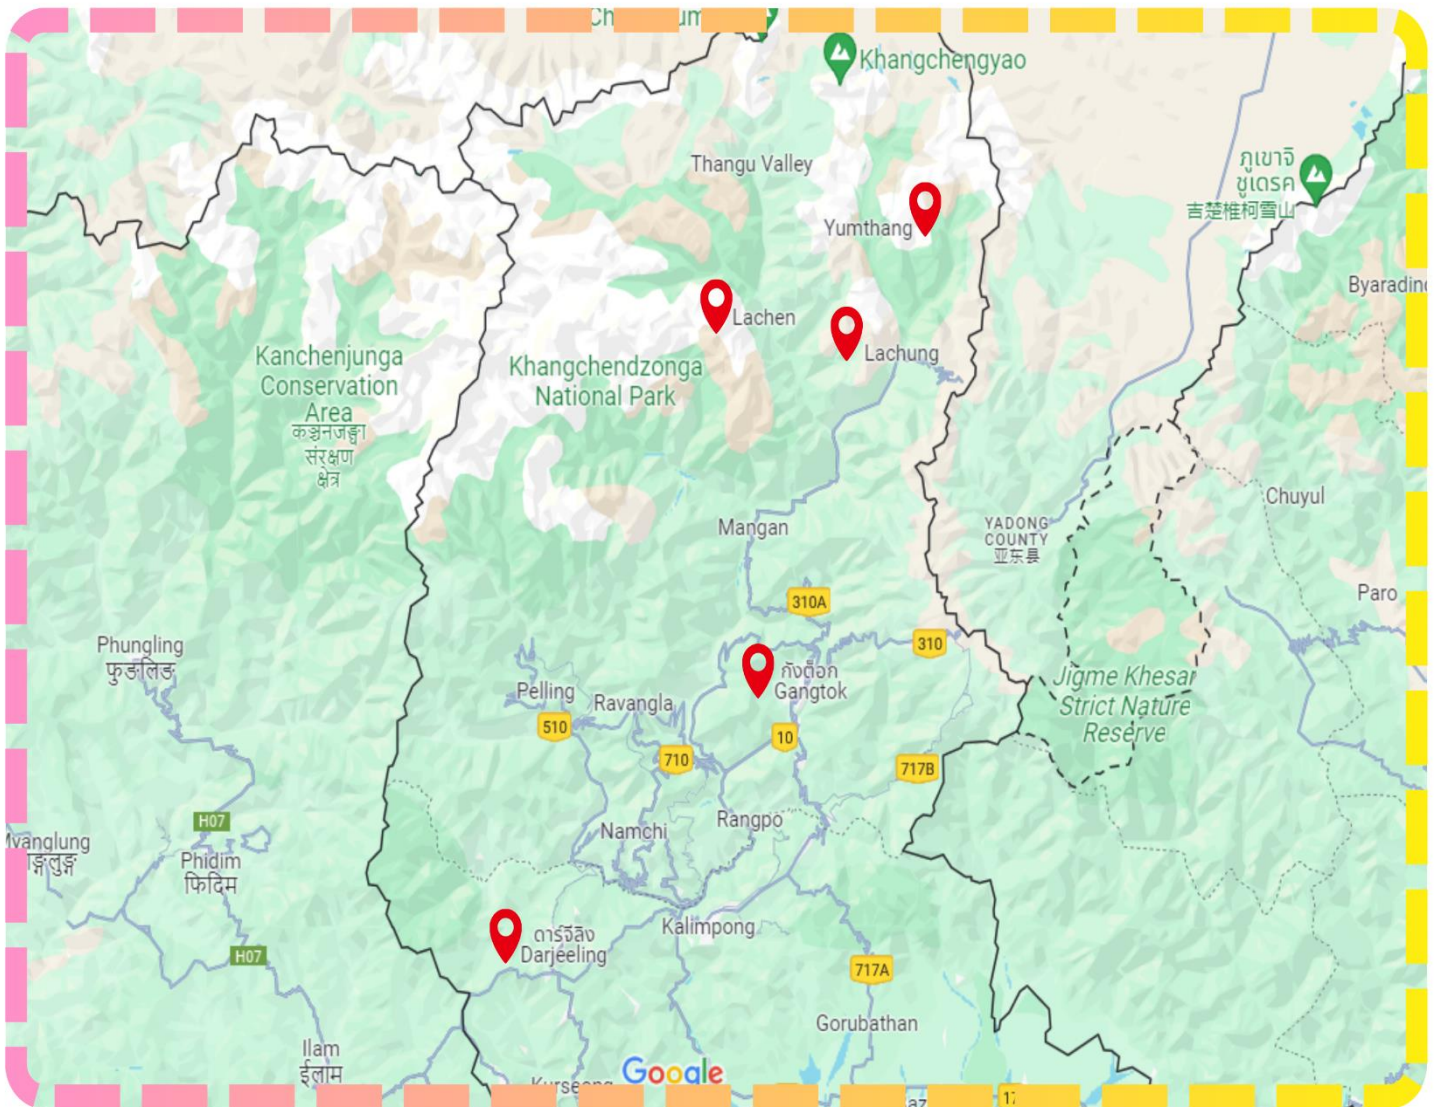 Khangchengyao
Thangu Valley
ภูเขาจิ
ชูเดรค
吉楚椎柯雪山
Yumthang
Lachen
Lachung
Kanchenjunga
Conservation
Area
कञ्चनजङ्घा
संरक्षण
क्षेत्र
Khangchendzonga
National Park
Mangan
YADONG
COUNTY
亚东县
Chuyul
Paro
310A
310
Phungling
फुङलिङ
Pelling
Ravangla
กังต็อก
Gangtok
Jigme Khesar
Strict Nature
Reserve
510
710
10
717B
H07
Namchi
Rangpo
Phidim
फिदिम
ดาร์จีลิง
Darjeeling
Kalimpong
H07
717A
Gorubathan
Ilam
ईलाम
Google